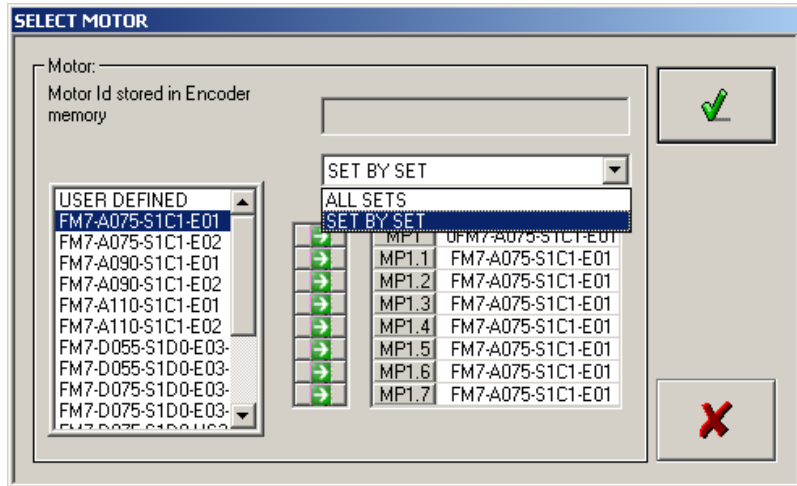 SELECT MOTOR
Motor:
Motor Id stored in Encoder
memory
SET BY SET
ALL SETS
SET BY SET
USER DEFINED
FM7-A075-S1C1-E01
FM7-A075-S1C1-E02
FM7-A090-S1C1-E01
FM7-A090-S1C1-E02
FM7-A110-S1C1-E01
FM7-A110-S1C1-E02
FM7-D055-S1D0-E03-
FM7-D055-S1D0-E03-
FM7-D075-S1D0-E03-
FM7-D075-S1D0-E03-
MP1 0FM7-A075-S1C1-E01
MP1.1 FM7-A075-S1C1-E01
MP1.2 FM7-A075-S1C1-E01
MP1.3 FM7-A075-S1C1-E01
MP1.4 FM7-A075-S1C1-E01
MP1.5 FM7-A075-S1C1-E01
MP1.6 FM7-A075-S1C1-E01
MP1.7 FM7-A075-S1C1-E01